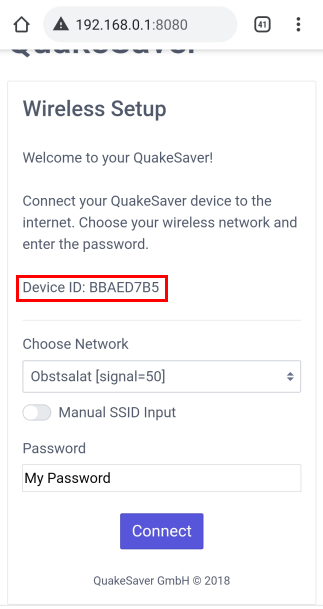 192.168.0.1:8080
41
QuakeSaver
Wireless Setup
Welcome to your QuakeSaver!
Connect your QuakeSaver device to the
internet. Choose your wireless network and
enter the password.
Device ID: BBAED7B5
Choose Network
Obstsalat [signal=50]
Manual SSID Input
Password
My Password
Connect
QuakeSaver GmbH © 2018